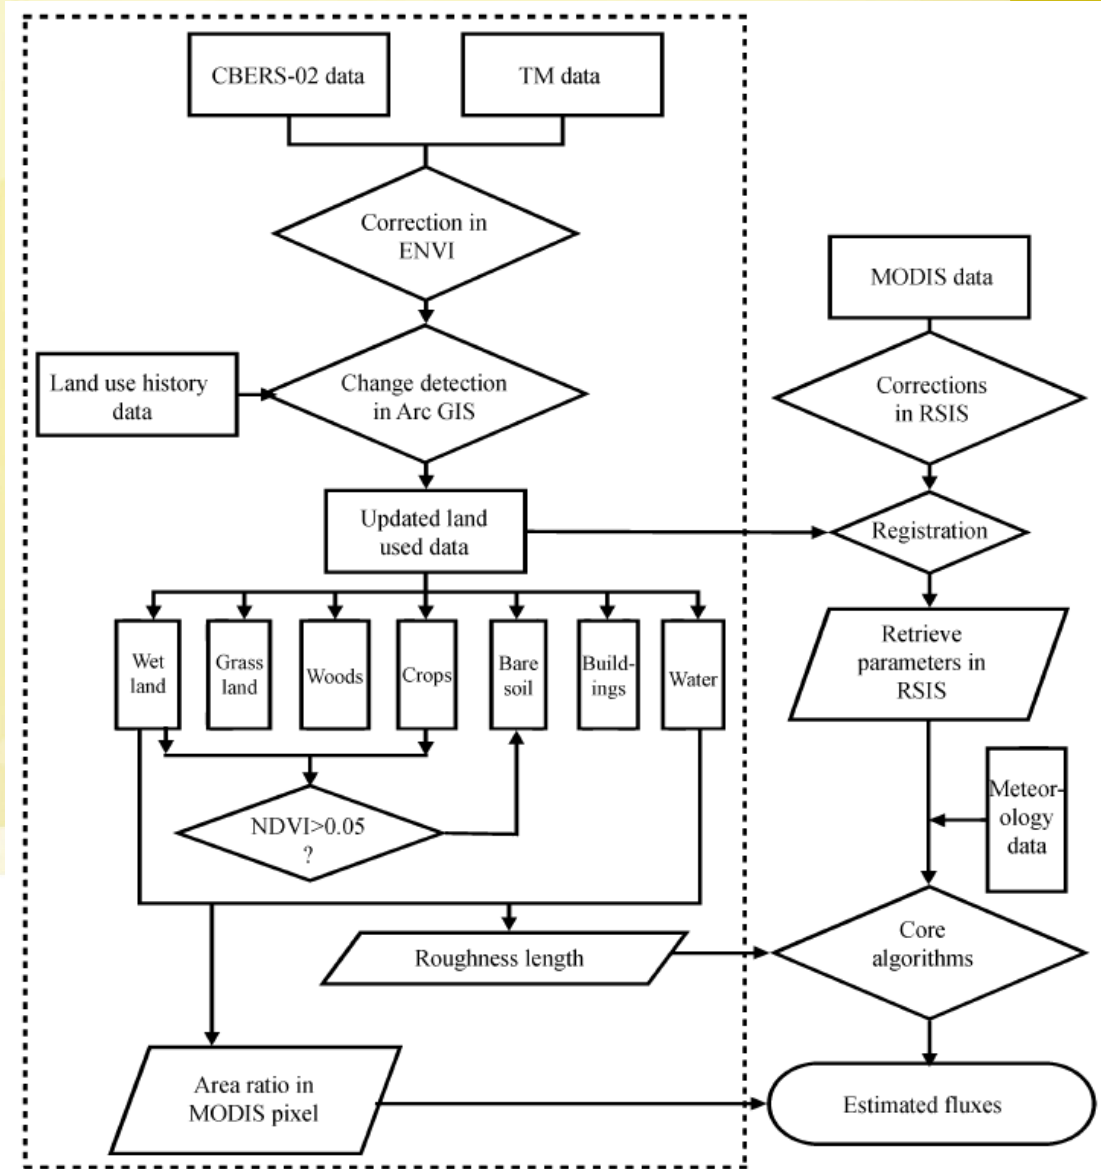 CBERS-02 data
TM data
Correction in
ENVI
MODIS data
Land use history
data
Change detection
in Arc GIS
Corrections
in RSIS
Updated land
used data
Registration
Wet
land
Grass
land
Woods
Crops
Bare
soil
Build-
ings
Water
Retrieve
parameters in
RSIS
NDVI>0.05
?
Meteor-
ology
data
Roughness length
Core
algorithms
Area ratio in
MODIS pixel
Estimated fluxes